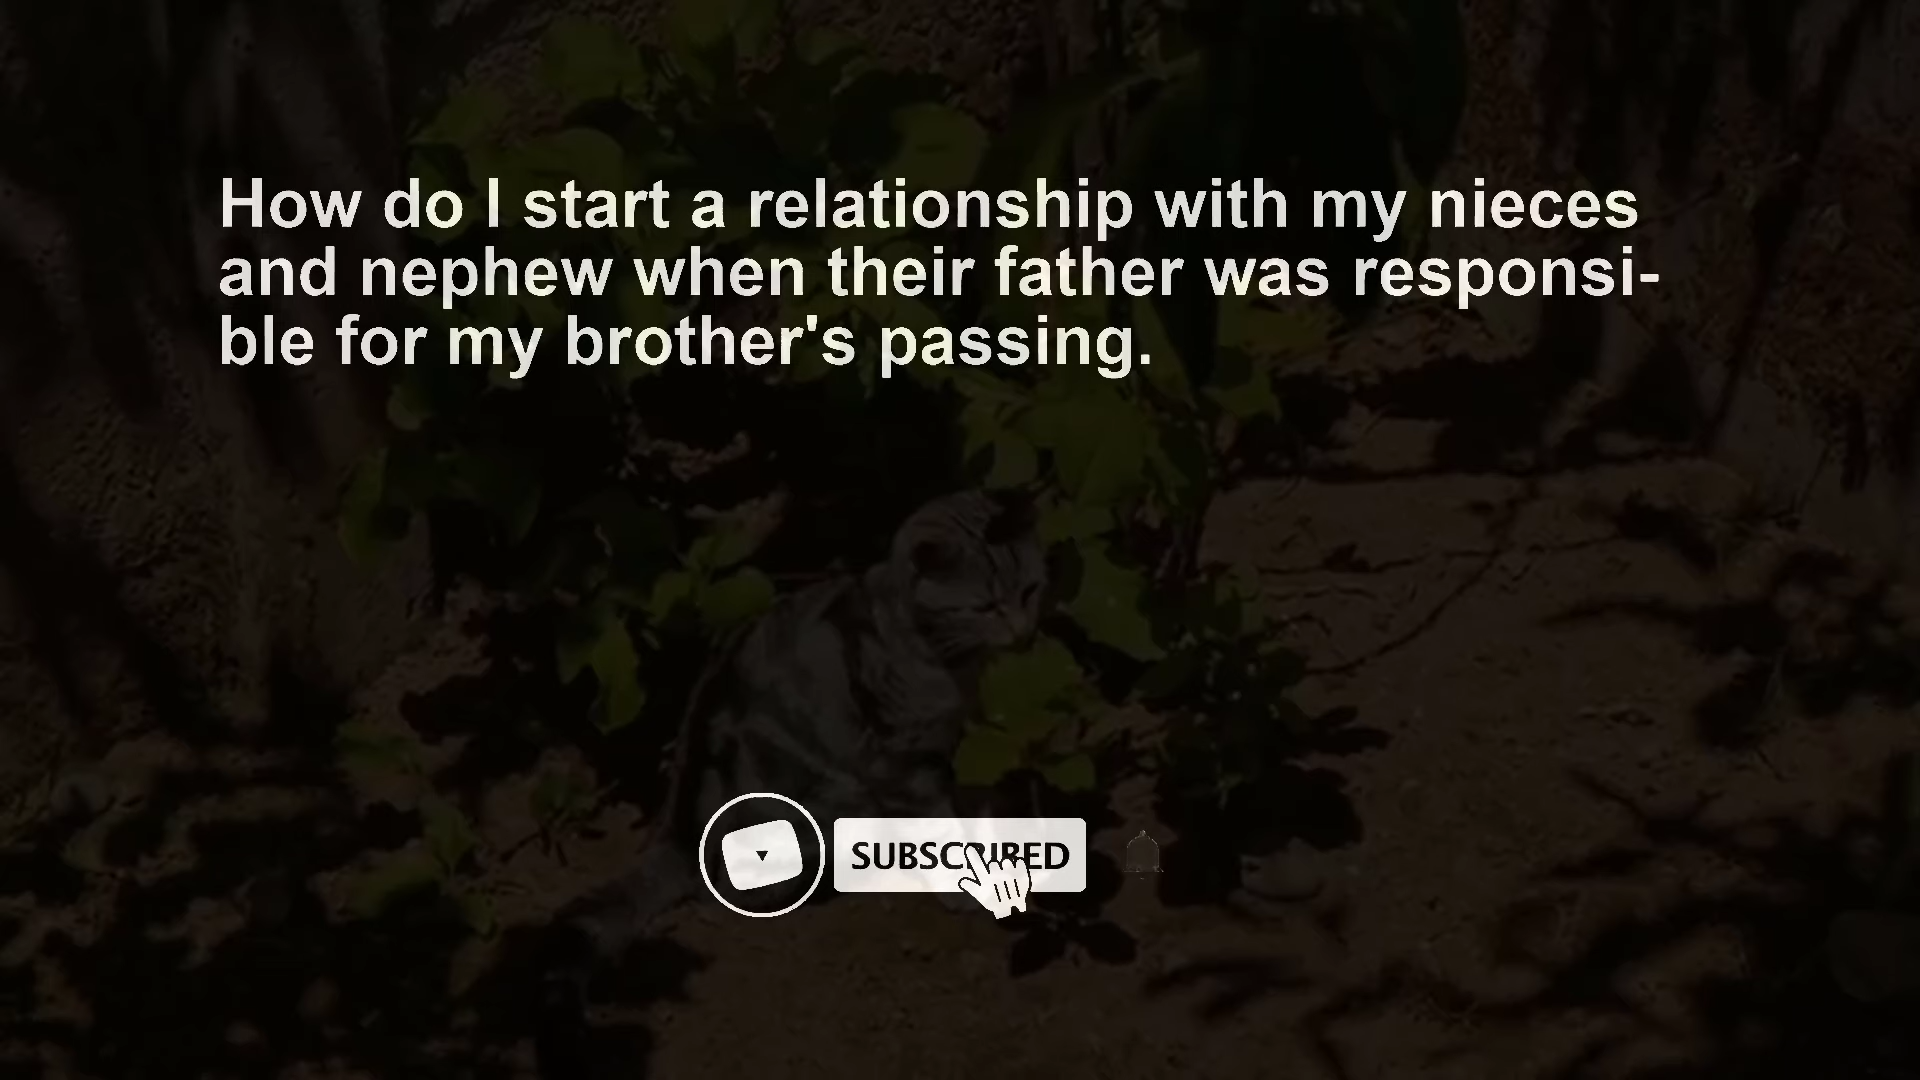 How do I start a relationship with my nieces
and nephew when their father was responsi-
ble for my brother's passing.
SUBSCRIBED